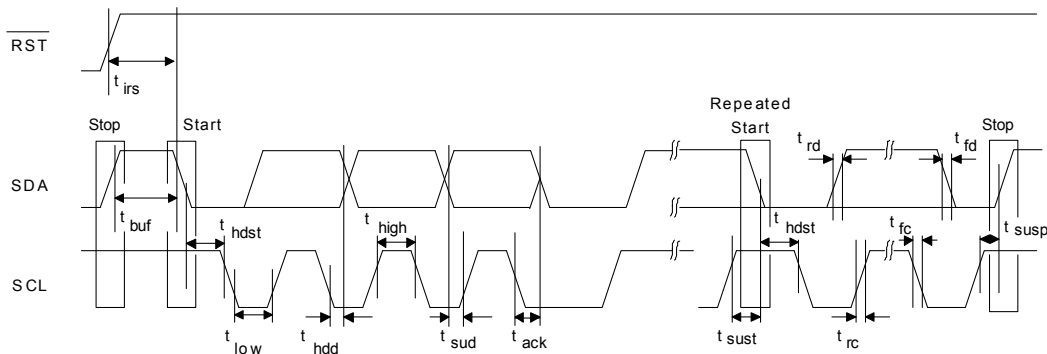 RST
t irs
Repeated
Stop
Start
Start
Stop
t rd
t fd
SDA
t buf
t hdst
t high
t hdst
t fc
t susp
SCL
t low
t hdd
t sud
t ack
t sust
t rc